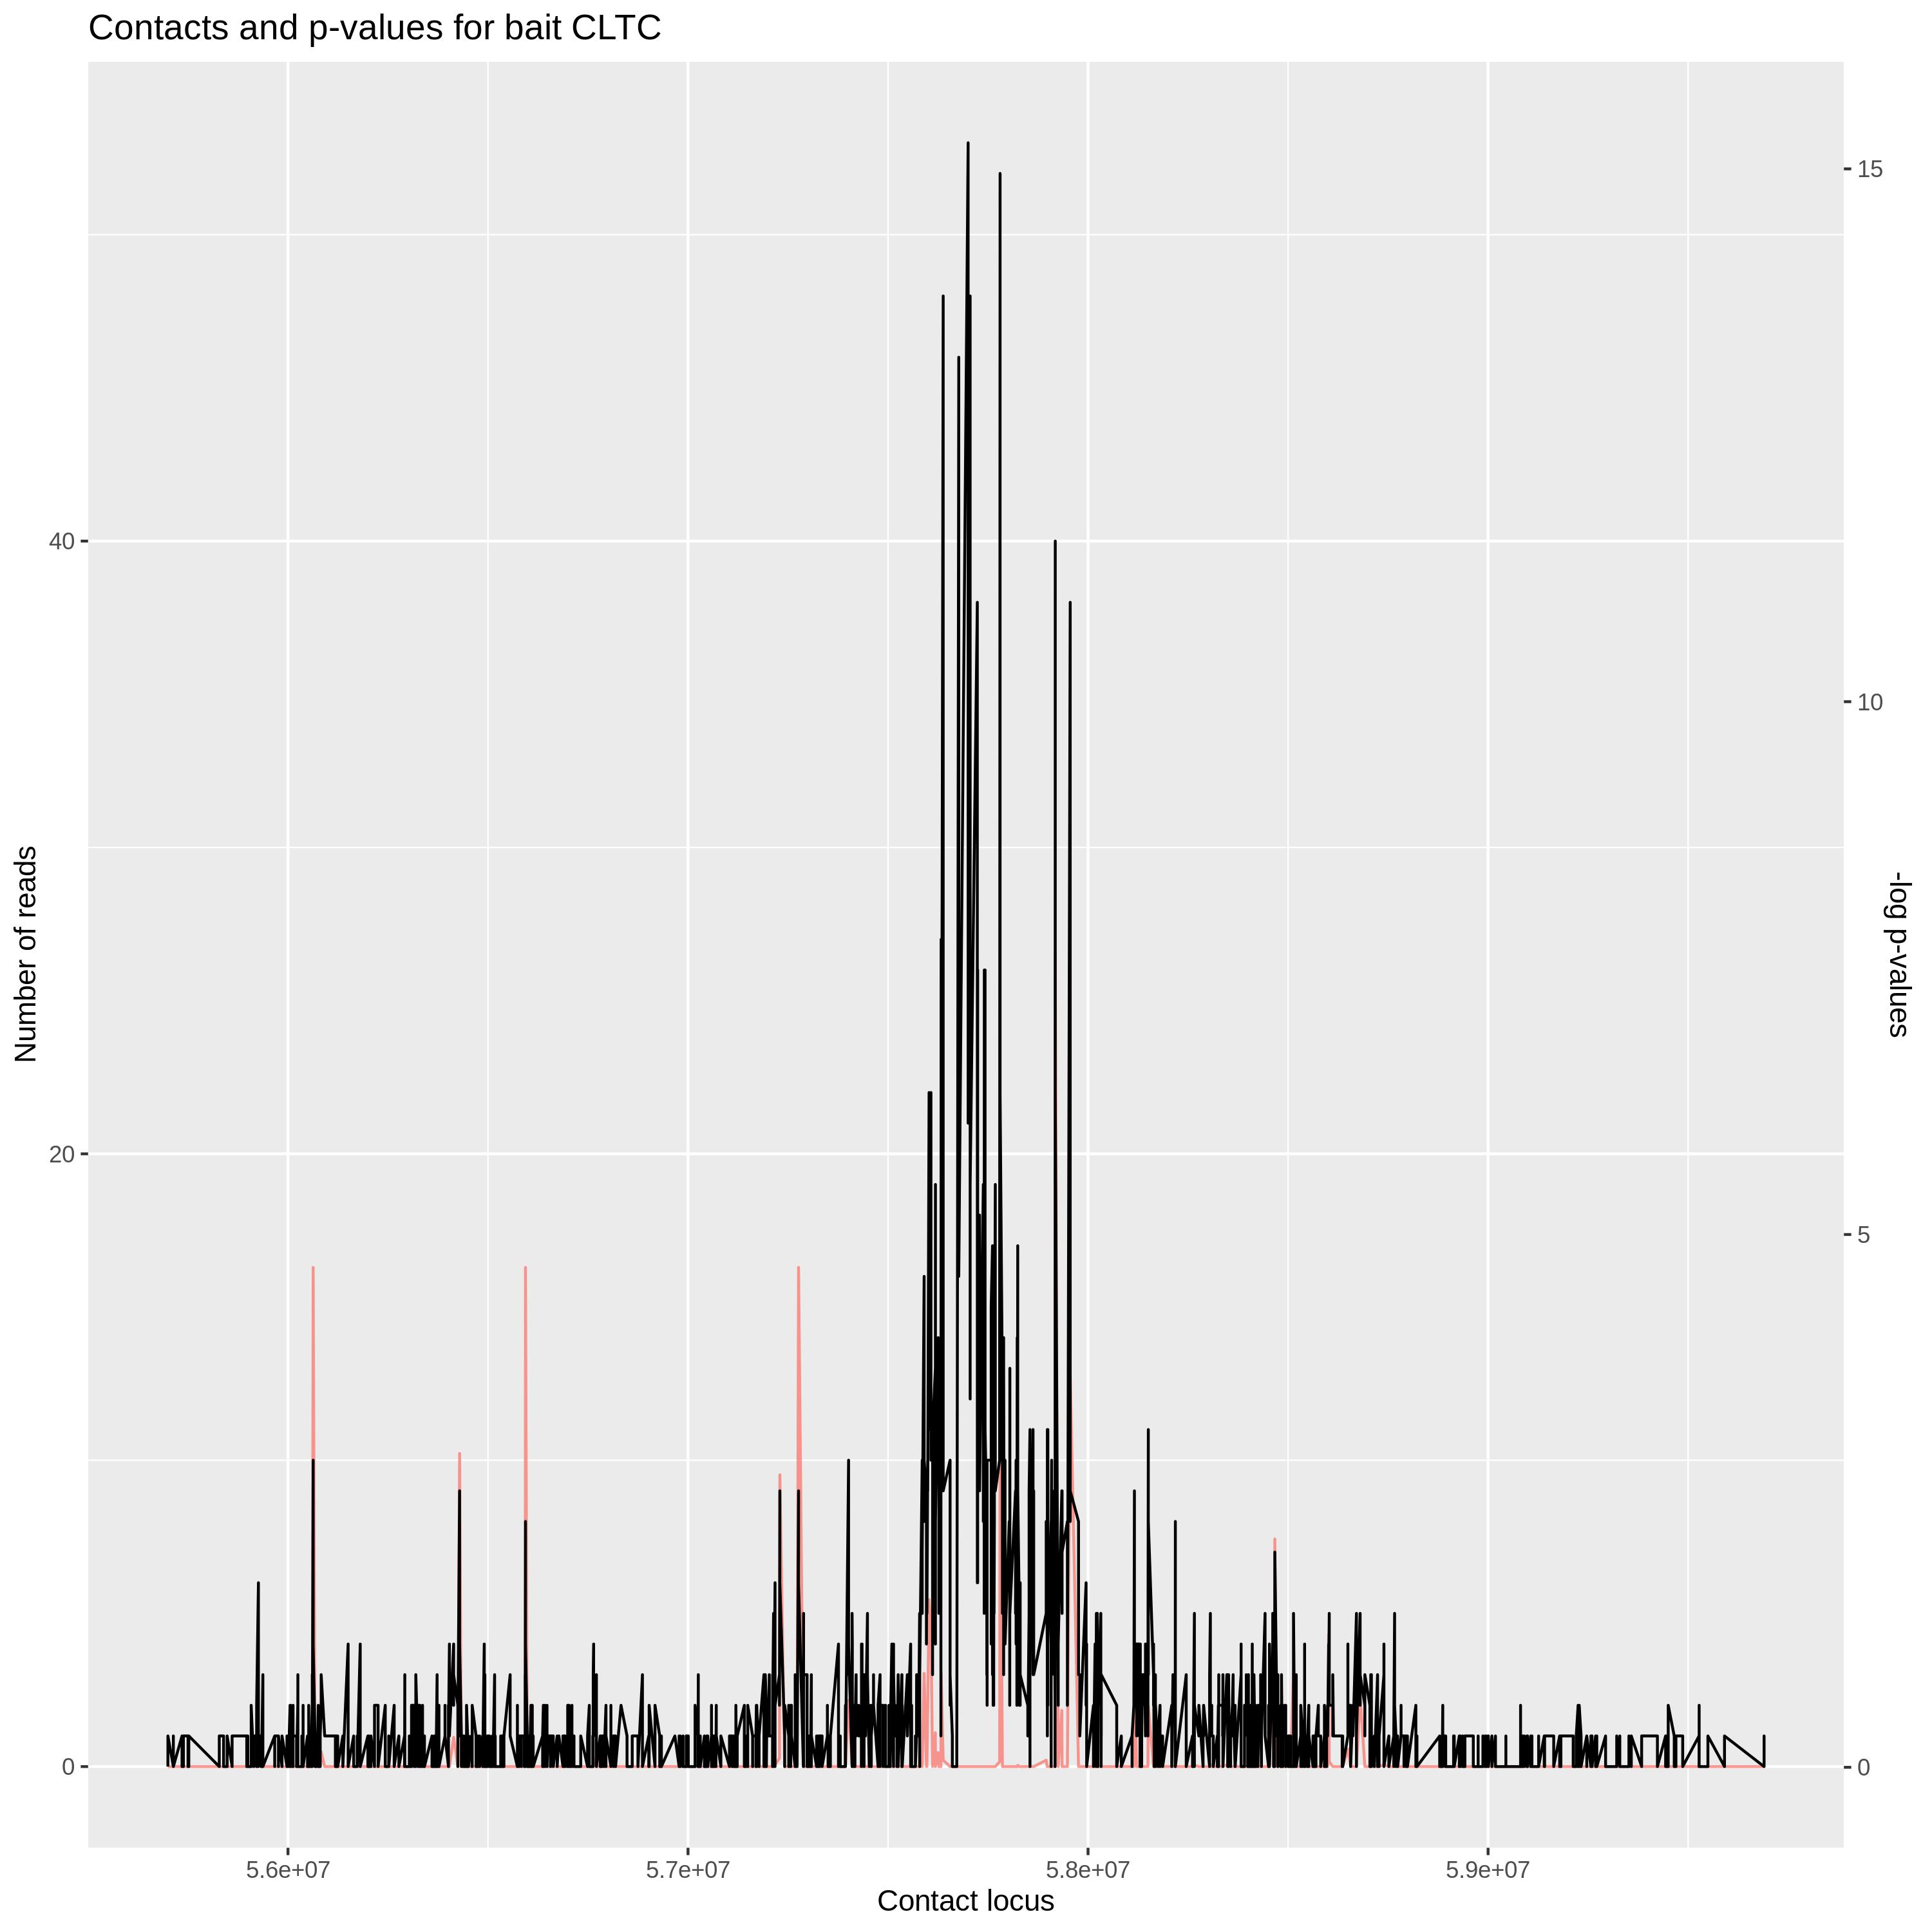 Contacts and p-values for bait CLTC
15
40
10
Number of reads
-log p-values
20
5
0
0
5.6e+07
5.7e+07
5.8e+07
5.9e+07
Contact locus